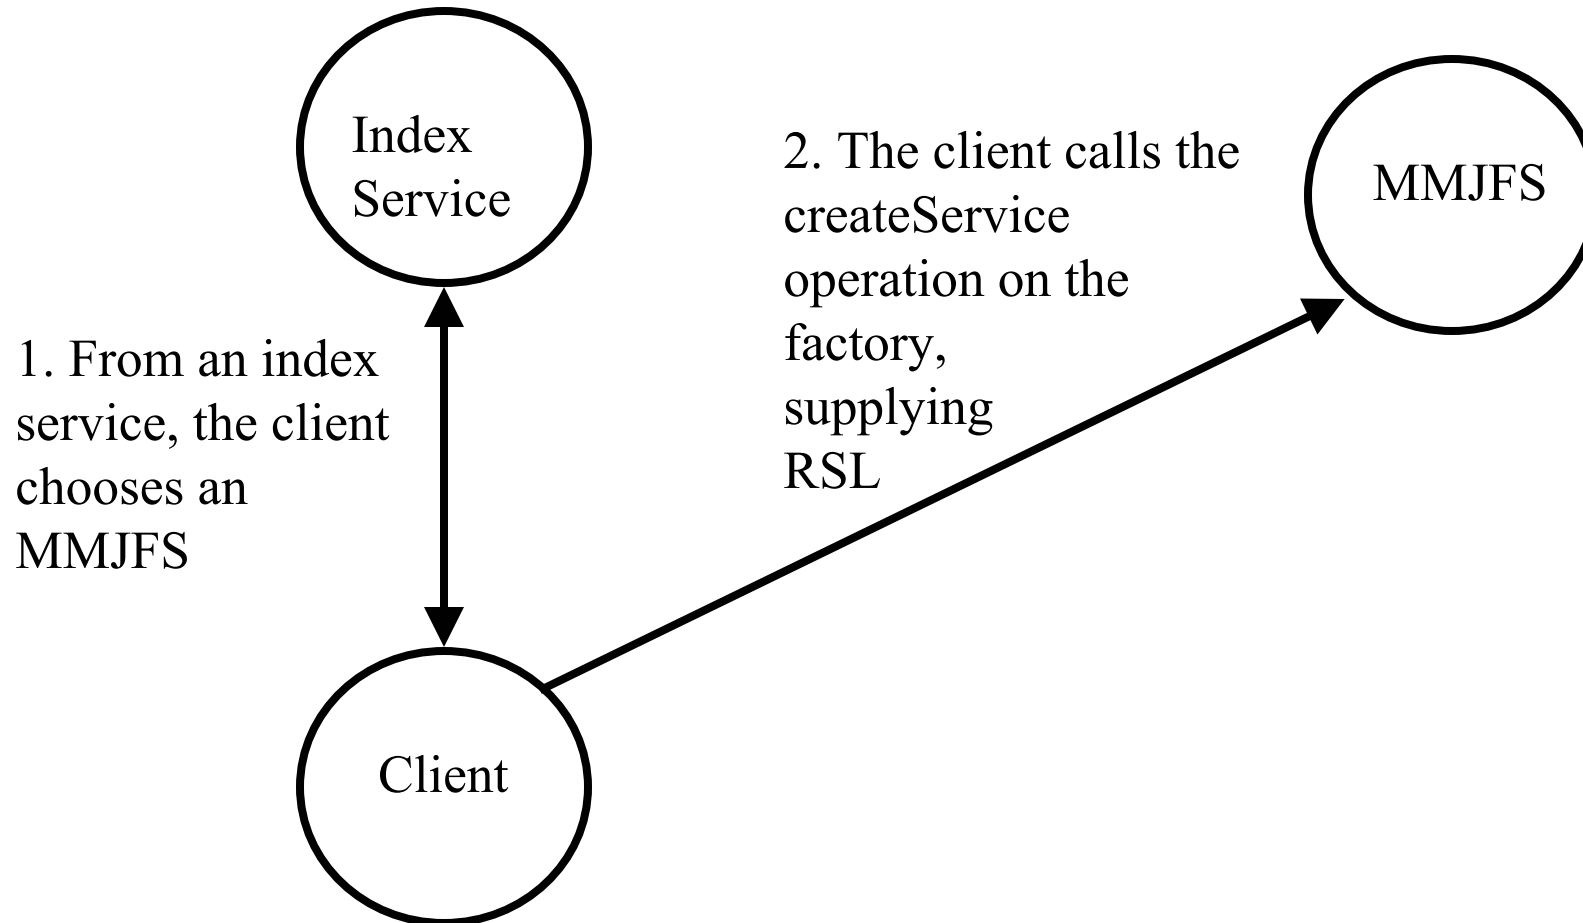 Index
Service
2. The client calls the
createService
operation on the
factory,
supplying
RSL
MMJFS
1. From an index
service, the client
chooses an
MMJFS
Client